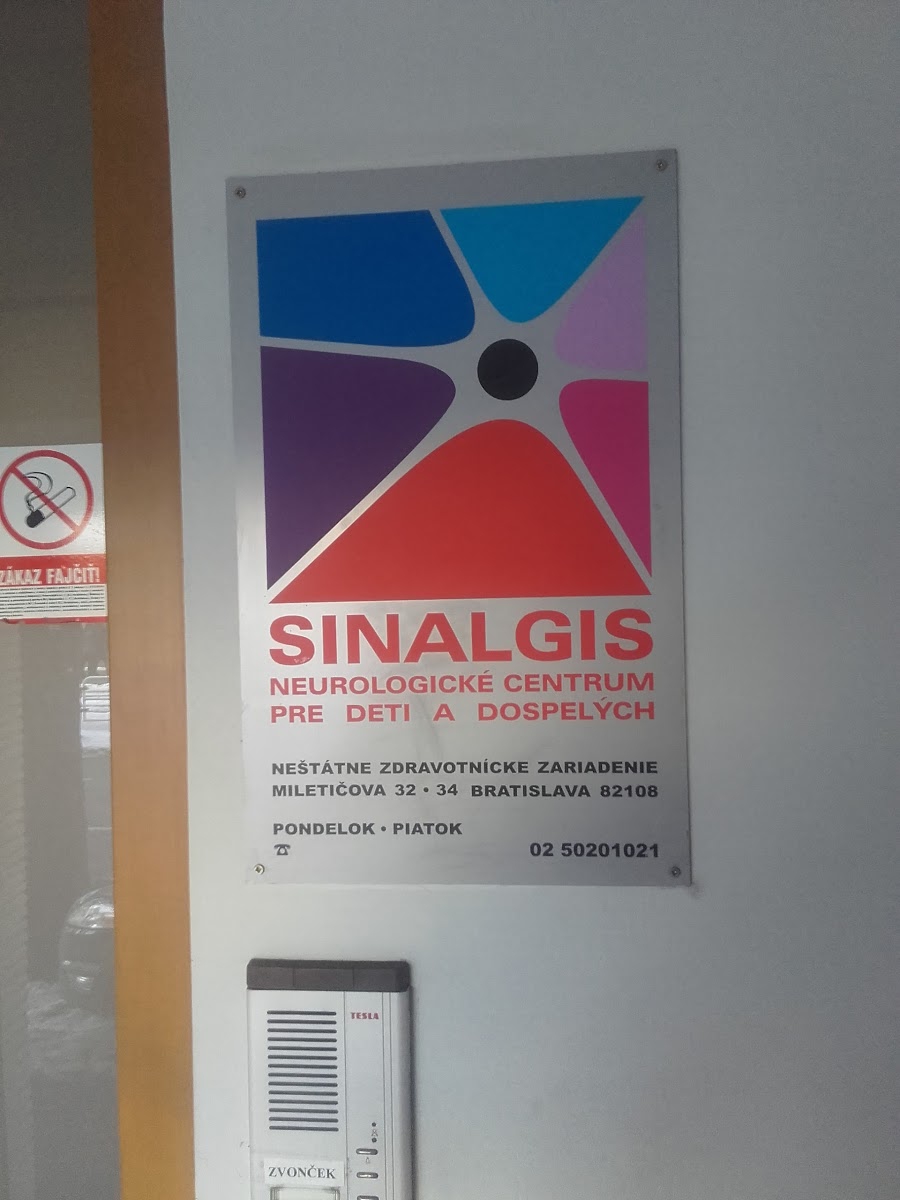 SINALGIS
NEUROLOGICKÉ CENTRUM
PRE DETI A DOSPELÝCH
NEŠTÁTNE ZDRAVOTNÍCKE ZARIADENIE
MILETIČOVA 32 • 34 BRATISLAVA 82108
PONDELOK • PIATOK
☎ 02 50201021
ZÁKAZ FAJČIŤ!
TESLA
ZVONČEK